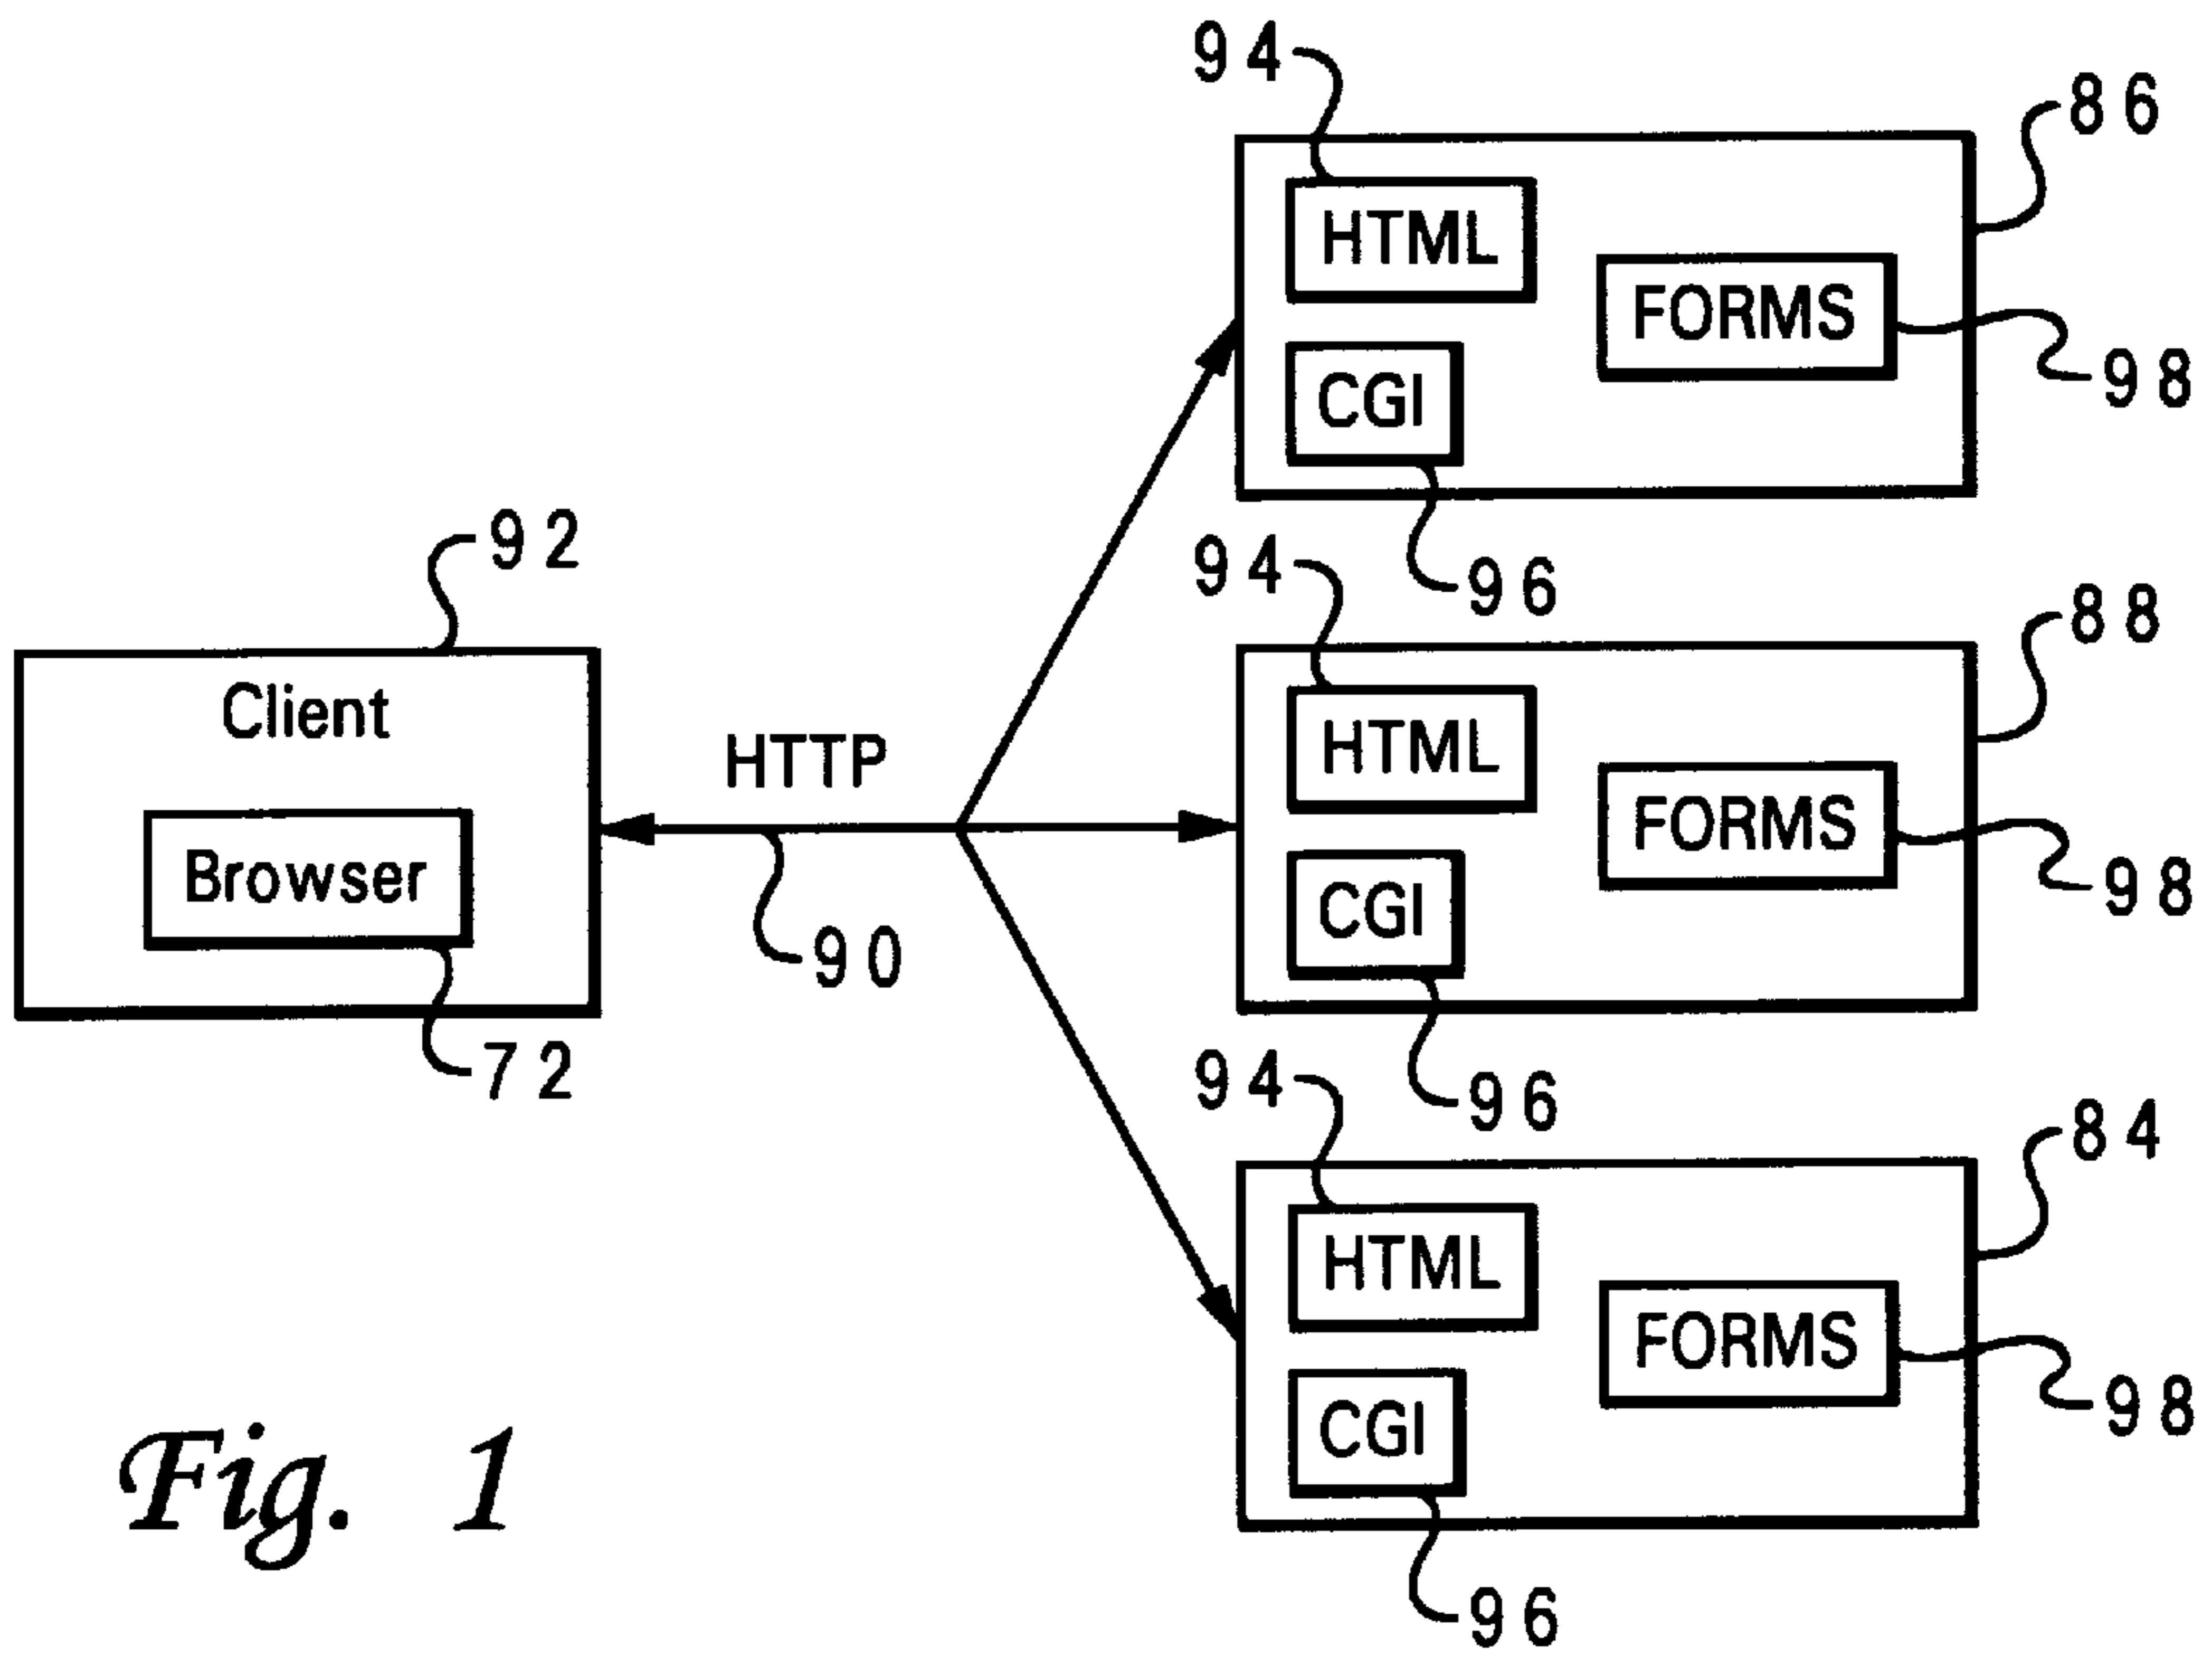 94
86
HTML
FORMS
98
CGI
96
92
Client
Browser
72
HTTP
90
94
88
HTML
FORMS
98
CGI
96
94
84
HTML
FORMS
98
CGI
96
Fig. 1